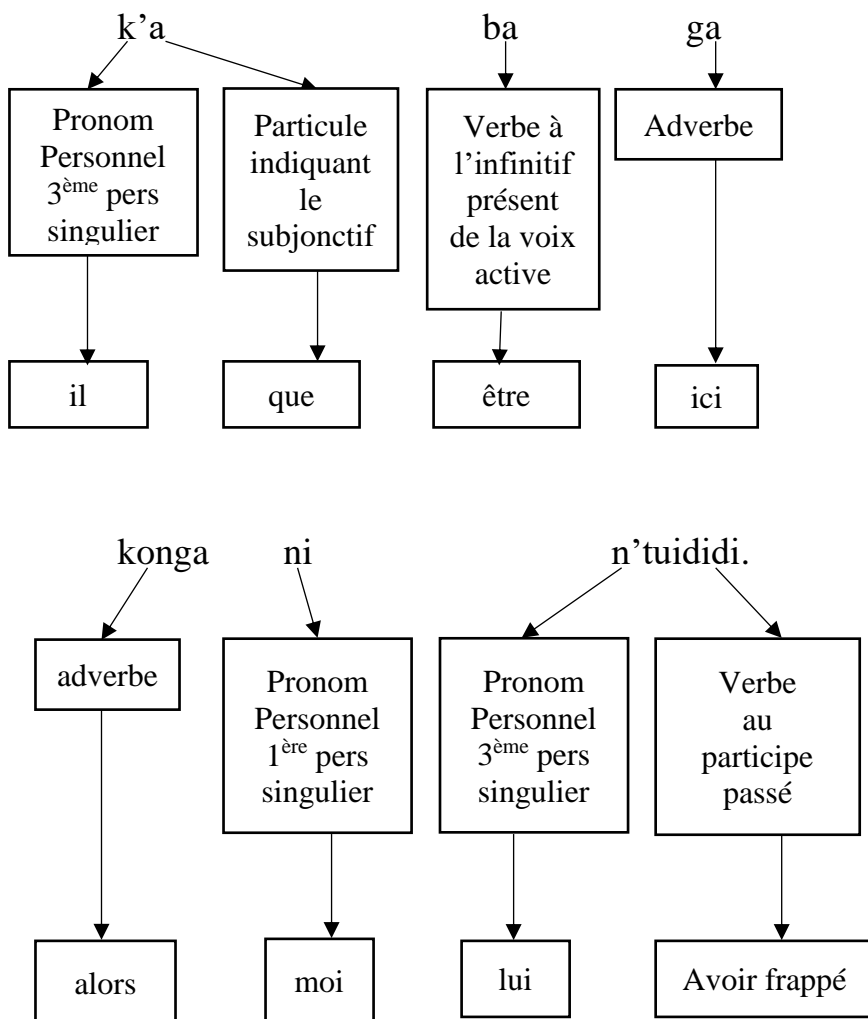 k’a ba ga
Pronom
Personnel
3ème pers
singulier
Particule
indiquant
le
subjonctif
Verbe à
l’infinitif
présent
de la voix
active
Adverbe
il
que
être
ici
konga ni n’tuididi.
adverbe
Pronom
Personnel
1ère pers
singulier
Pronom
Personnel
3ème pers
singulier
Verbe
au
participe
passé
alors
moi
lui
Avoir frappé